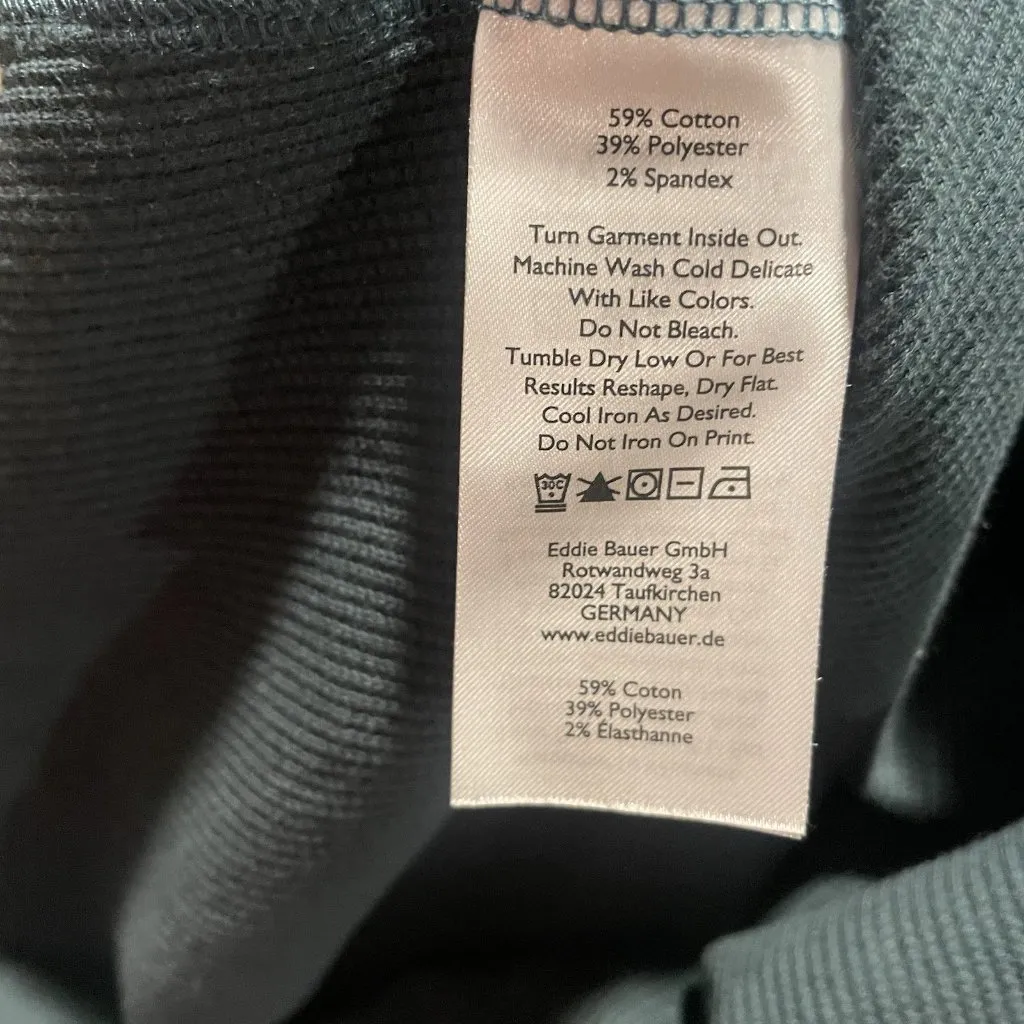 59% Cotton
39% Polyester
2% Spandex
Turn Garment Inside Out.
Machine Wash Cold Delicate
With Like Colors.
Do Not Bleach.
Tumble Dry Low Or For Best
Results Reshape, Dry Flat.
Cool Iron As Desired.
Do Not Iron On Print.
30C
Eddie Bauer GmbH
Rotwandweg 3a
82024 Taufkirchen
GERMANY
www.eddiebauer.de
59% Coton
39% Polyester
2% Élasthanne